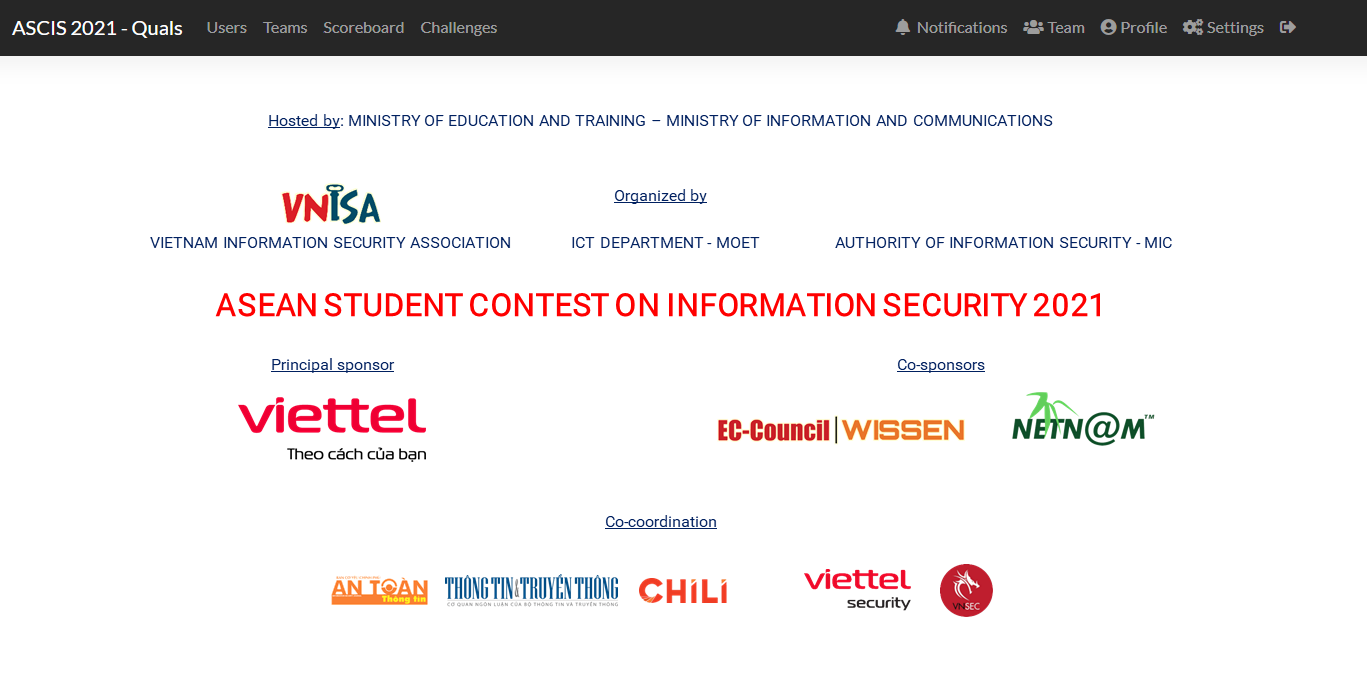 ASCIS 2021 - Quals Users Teams Scoreboard Challenges Notifications Team Profile Settings
Hosted by: MINISTRY OF EDUCATION AND TRAINING – MINISTRY OF INFORMATION AND COMMUNICATIONS
VNISA
Organized by
VIETNAM INFORMATION SECURITY ASSOCIATION ICT DEPARTMENT - MOET AUTHORITY OF INFORMATION SECURITY - MIC
ASEAN STUDENT CONTEST ON INFORMATION SECURITY 2021
Principal sponsor Co-sponsors
viettel
Theo cách của bạn
EC-Council | WISSEN
NETN@M™
Co-coordination
AN TOÀN
Thông tin
THÔNG TIN & TRUYỀN THÔNG
CƠ QUAN NGÔN LUẬN CỦA BỘ THÔNG TIN VÀ TRUYỀN THÔNG
CHILI
viettel
security
VNSEC